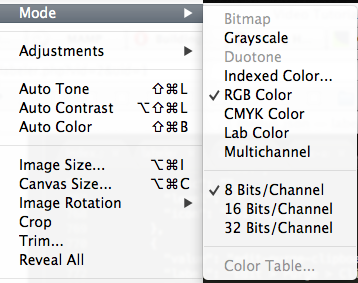 Mode ▶
Adjustments ▶
Auto Tone ⇧⌘L
Auto Contrast ⌥⇧⌘L
Auto Color ⇧⌘B
Image Size... ⌥⌘I
Canvas Size... ⌥⌘C
Image Rotation ▶
Crop
Trim...
Reveal All
Bitmap
Grayscale
Duotone
Indexed Color...
✓ RGB Color
CMYK Color
Lab Color
Multichannel
✓ 8 Bits/Channel
16 Bits/Channel
32 Bits/Channel
Color Table...